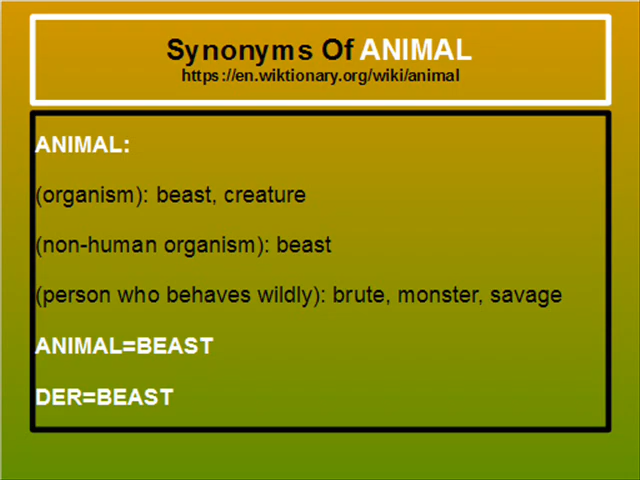 Synonyms Of ANIMAL
https://en.wiktionary.org/wiki/animal
ANIMAL:
(organism): beast, creature
(non-human organism): beast
(person who behaves wildly): brute, monster, savage
ANIMAL=BEAST
DER=BEAST